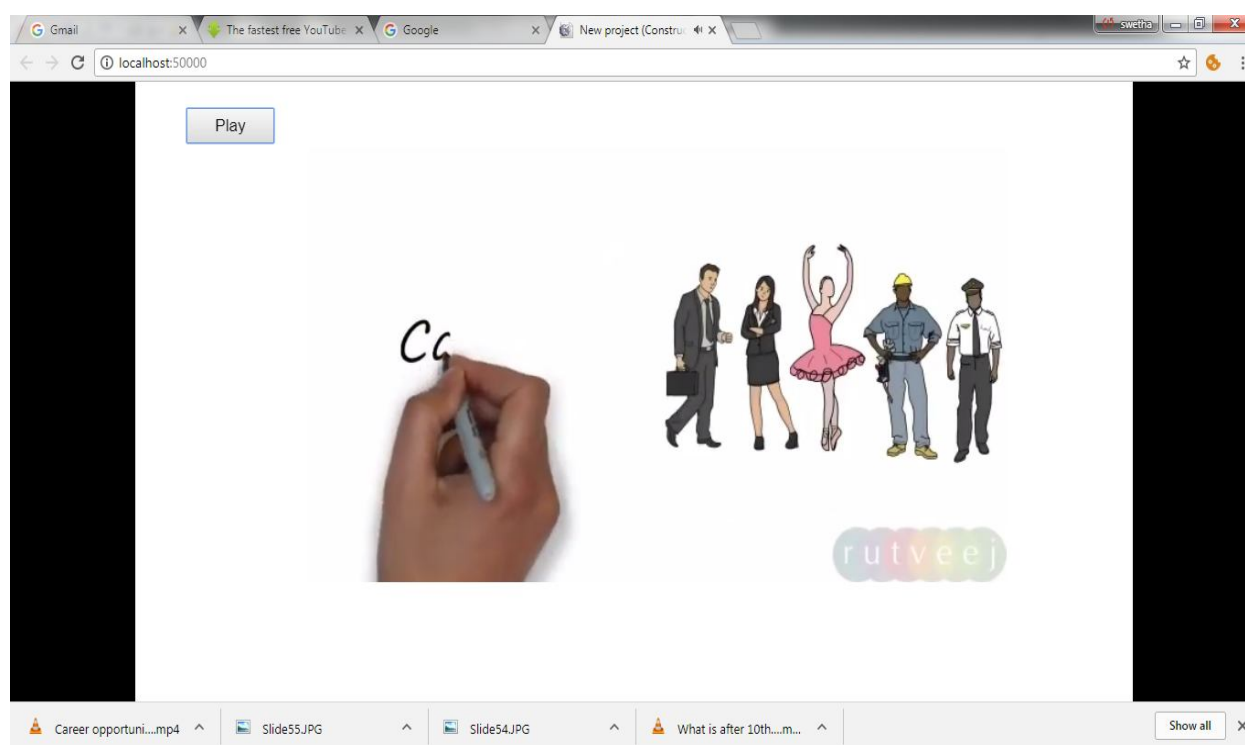 Gmail
The fastest free YouTube
Google
New project (Construc
swetha
localhost:50000
Play
Ca
rutveej
Career opportuni....mp4
Slide55.JPG
Slide54.JPG
What is after 10th....m...
Show all